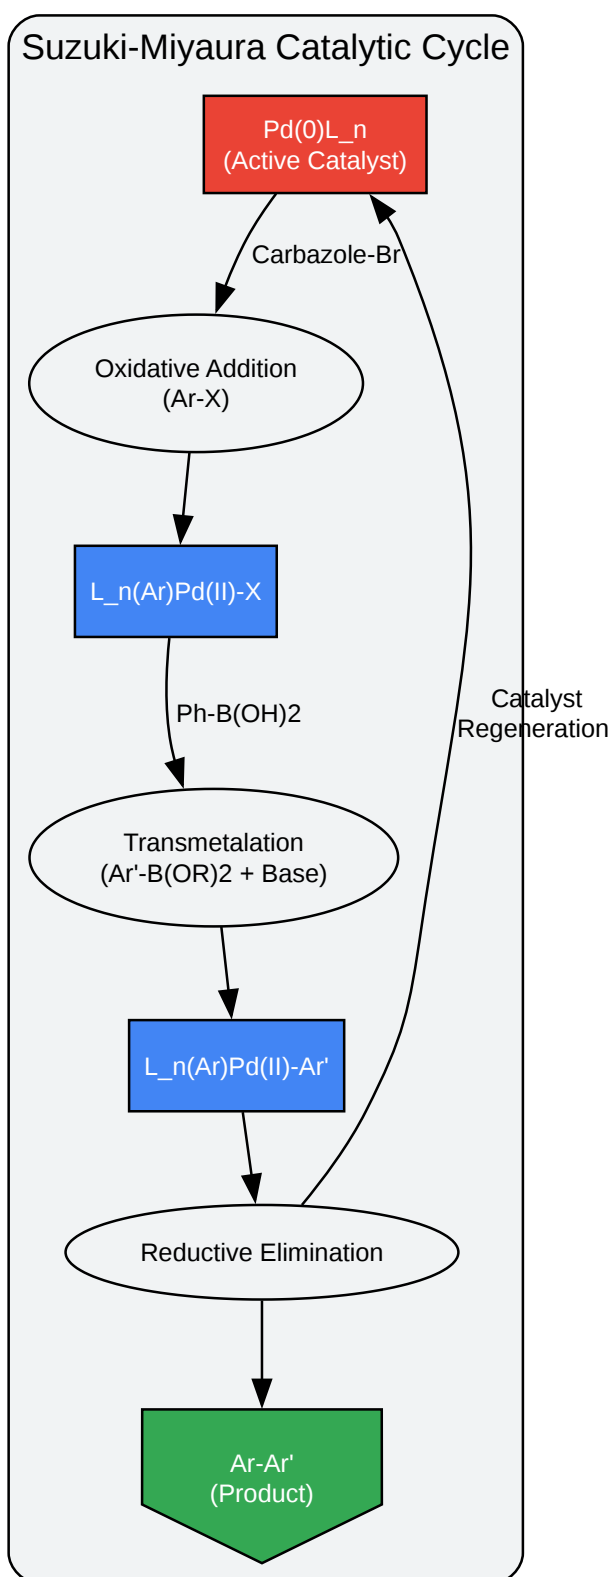 Suzuki-Miyaura Catalytic Cycle
Pd(0)L_n
(Active Catalyst)
Carbazole-Br
Oxidative Addition
(Ar-X)
L_n(Ar)Pd(II)-X
Ph-B(OH)2
Catalyst
Regeneration
Transmetalation
(Ar'-B(OR)2 + Base)
L_n(Ar)Pd(II)-Ar'
Reductive Elimination
Ar-Ar'
(Product)